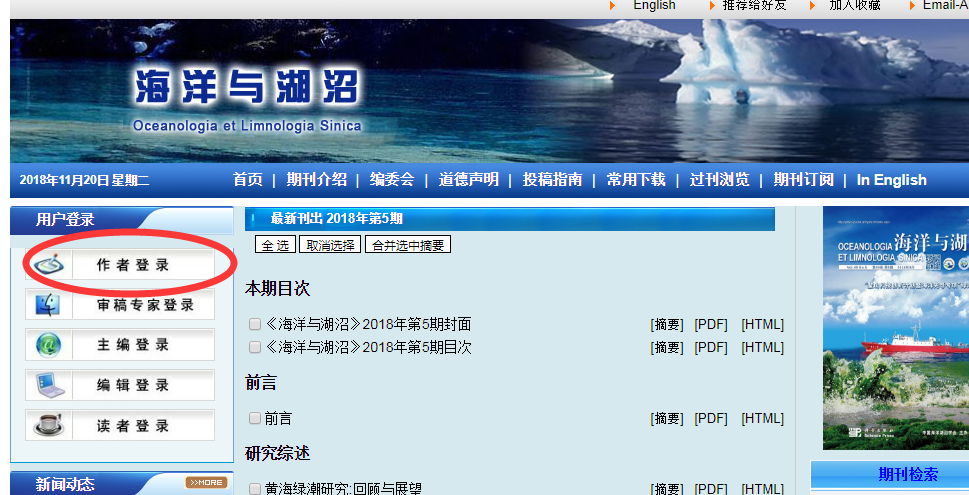 English 推荐给好友 加入收藏 Email-A
海洋与湖沼
Oceanologia et Limnologia Sinica
2018年11月20日 星期二 首页 | 期刊介绍 | 编委会 | 道德声明 | 投稿指南 | 常用下载 | 过刊浏览 | 期刊订阅 | In English
用户登录
作者登录
审稿专家登录
主编登录
编辑登录
读者登录
新闻动态 >>MORE
最新刊出 2018年第5期
全选 取消选择 合并选中摘要
本期目次
《海洋与湖沼》2018年第5期封面 [摘要] [PDF] [HTML]
《海洋与湖沼》2018年第5期目次 [摘要] [PDF] [HTML]
前言
前言 [摘要] [PDF] [HTML]
研究综述
黄海绿潮研究:回顾与展望 [摘要] [PDF] [HTML]
OCEANOLOGIA 海洋与湖
ET LIMNOLOGIA SINICA
科学出版社
Science Press
期刊检索